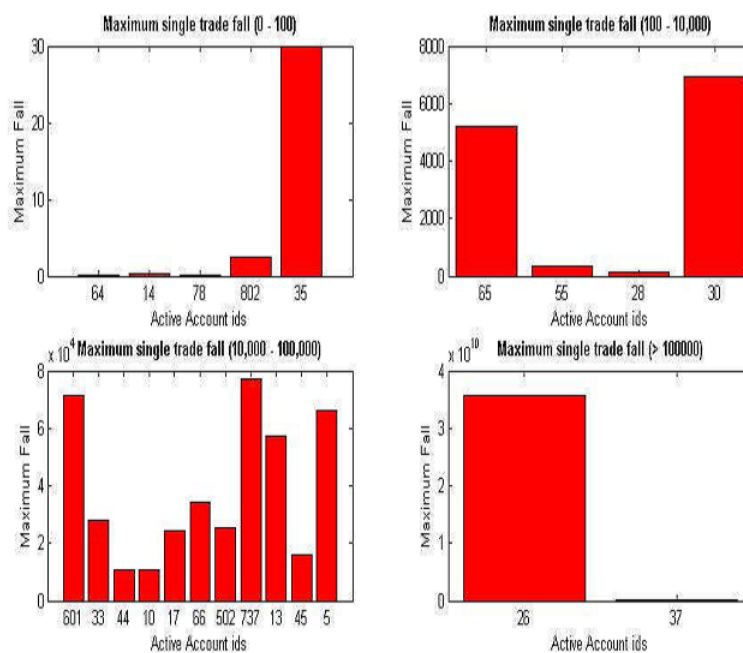 Maximum single trade fall (0 - 100)
30
20
10
0
Maximum Fall
64 14 78 802 35
Active Account ids
Maximum single trade fall (100 - 10,000)
8000
6000
4000
2000
0
Maximum Fall
65 55 28 30
Active Account ids
x 10^4 Maximum single trade fall (10,000 - 100,000)
8
6
4
2
0
Maximum Fall
601 33 44 10 17 66 502 737 13 45 5
Active Account ids
x 10^10 Maximum single trade fall (> 100000)
4
3
2
1
0
Maximum Fall
26 37
Active Account ids